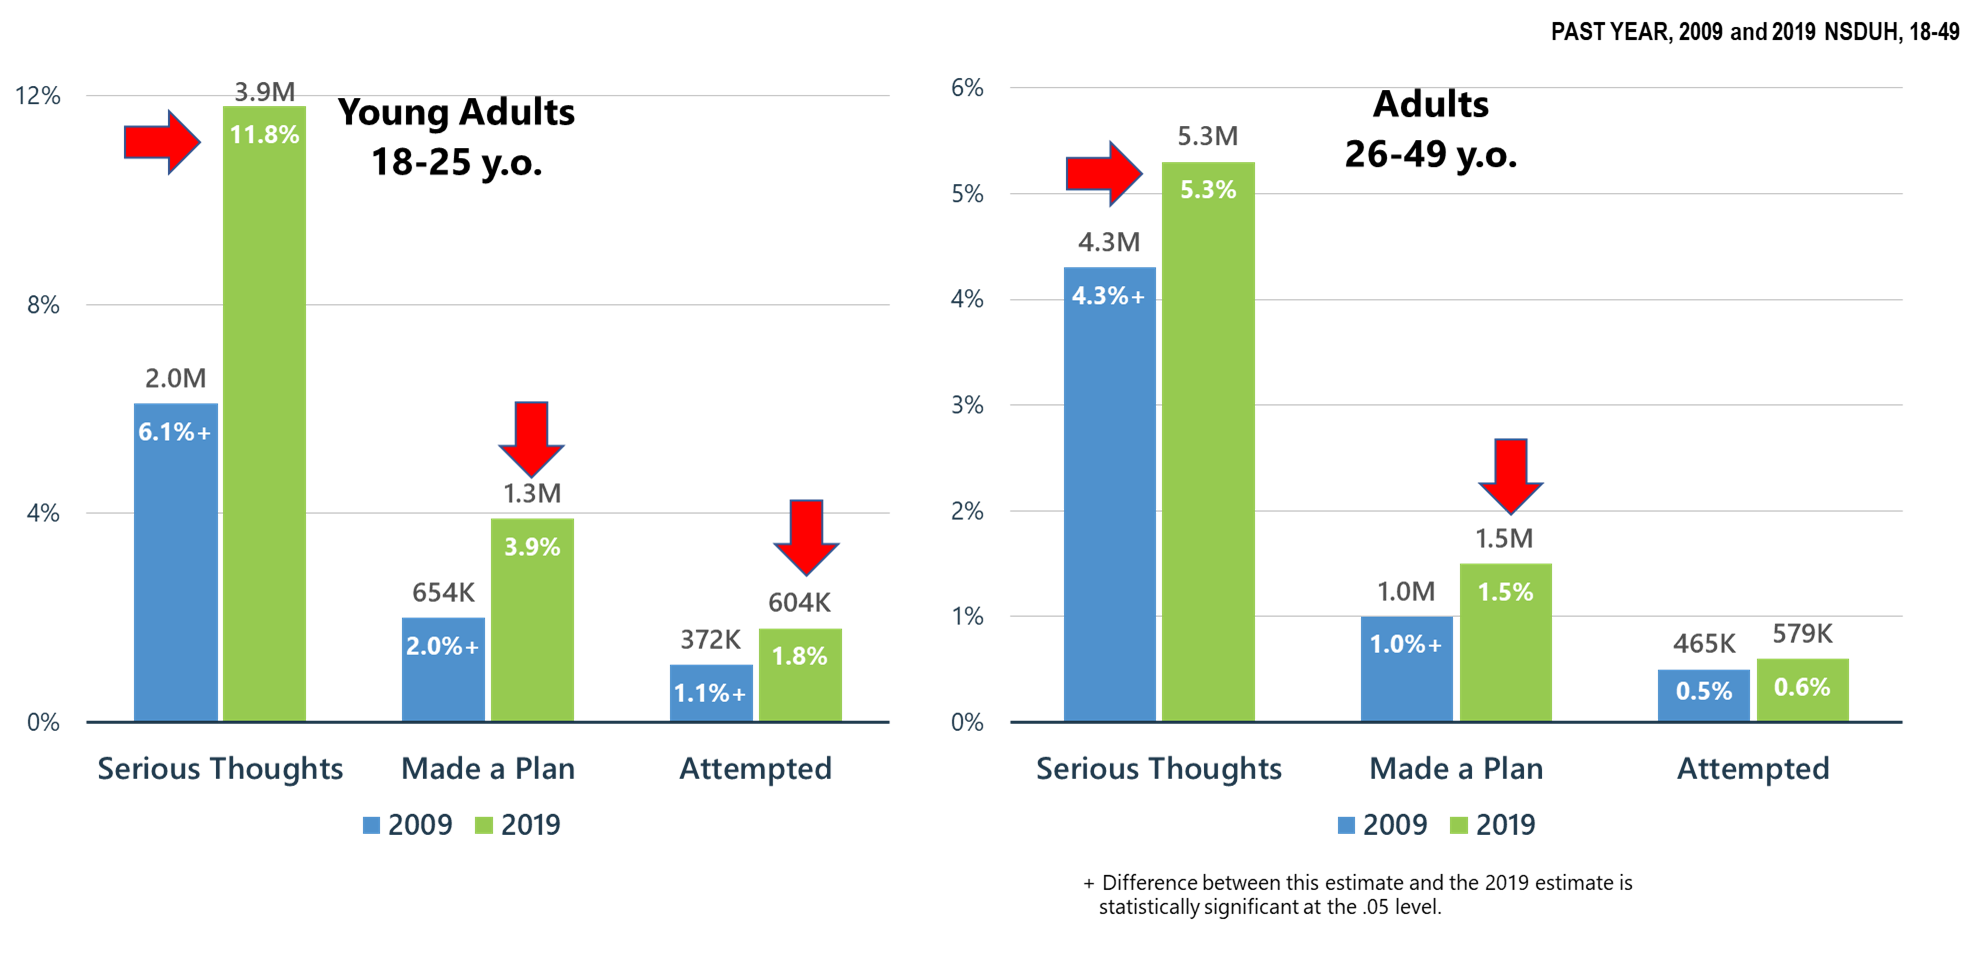 PAST YEAR, 2009 and 2019 NSDUH, 18-49
Young Adults
18-25 y.o.
12%
8%
4%
0%
3.9M
11.8%
2.0M
6.1%+
1.3M
3.9%
654K
2.0%+
604K
1.8%
372K
1.1%+
Serious Thoughts
Made a Plan
Attempted
2009
2019
Adults
26-49 y.o.
6%
5%
4%
3%
2%
1%
0%
5.3M
5.3%
4.3M
4.3%+
1.5M
1.5%
1.0M
1.0%+
579K
0.6%
465K
0.5%
Serious Thoughts
Made a Plan
Attempted
2009
2019
+ Difference between this estimate and the 2019 estimate is
statistically significant at the .05 level.